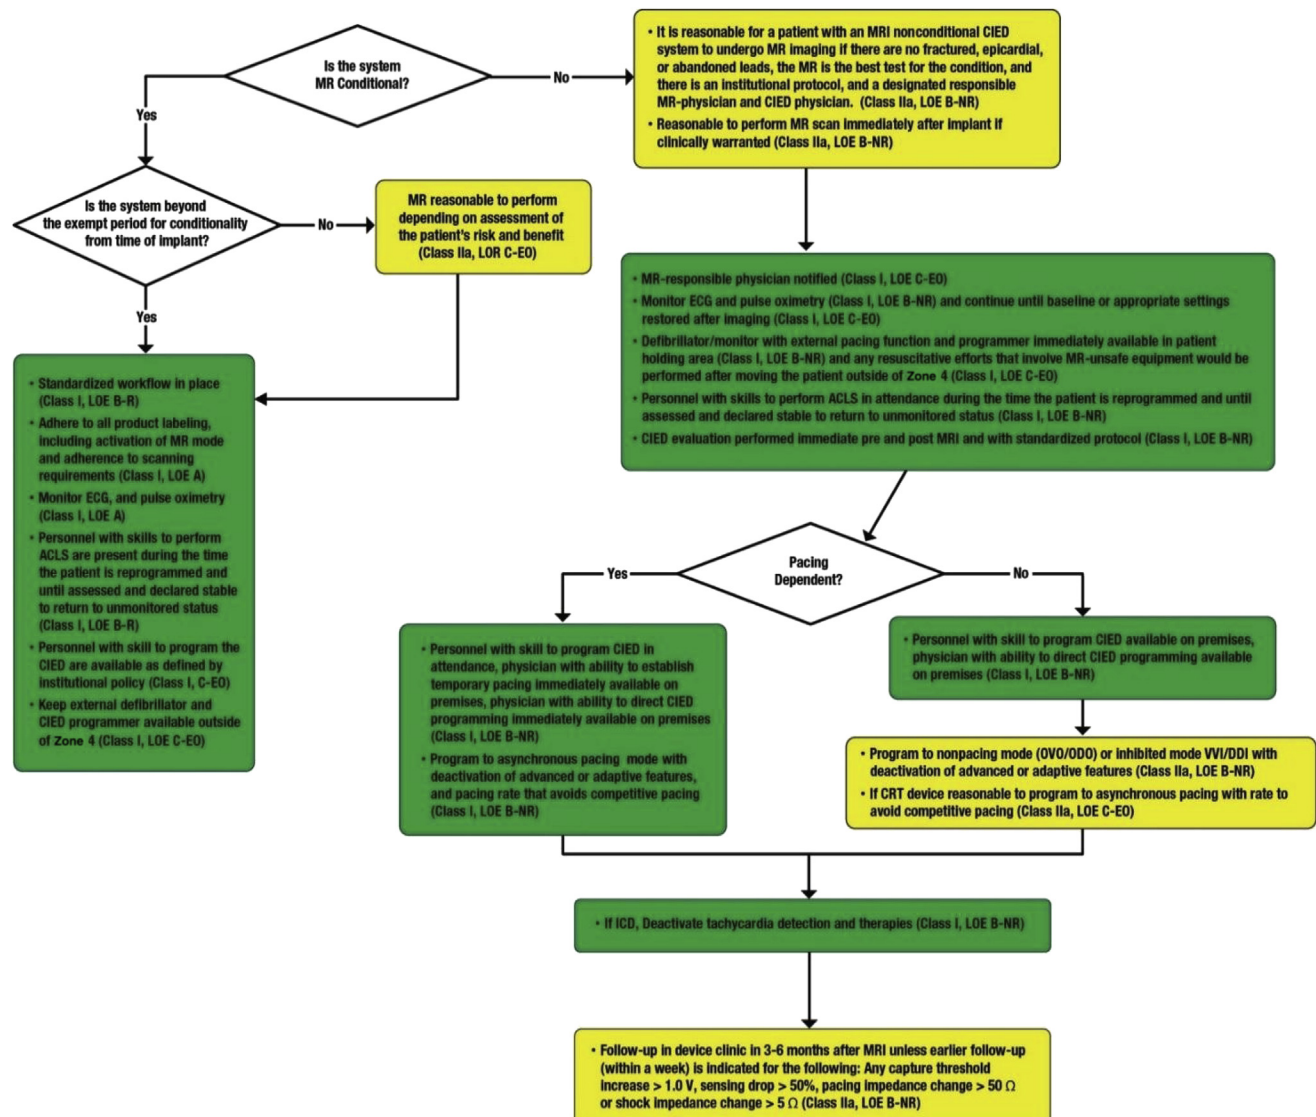 Is the system
MR Conditional?
No
Yes
• It is reasonable for a patient with an MRI nonconditional CIED
system to undergo MR imaging if there are no fractured, epicardial,
or abandoned leads, the MR is the best test for the condition, and
there is an institutional protocol, and a designated responsible
MR-physician and CIED physician. (Class IIa, LOE B-NR)
• Reasonable to perform MR scan immediately after implant if
clinically warranted (Class IIa, LOE B-NR)
Is the system beyond
the exempt period for conditionality
from time of implant?
No
Yes
MR reasonable to perform
depending on assessment of
the patient's risk and benefit
(Class IIa, LOR C-EO)
• Standardized workflow in place
(Class I, LOE B-R)
• Adhere to all product labeling,
including activation of MR mode
and adherence to scanning
requirements (Class I, LOE A)
• Monitor ECG, and pulse oximetry
(Class I, LOE A)
• Personnel with skills to perform
ACLS are present during the time
the patient is reprogrammed and
until assessed and declared stable
to return to unmonitored status
(Class I, LOE B-R)
• Personnel with skill to program the
CIED are available as defined by
institutional policy (Class I, C-EO)
• Keep external defibrillator and
CIED programmer available outside
of Zone 4 (Class I, LOE C-EO)
• MR-responsible physician notified (Class I, LOE C-EO)
• Monitor ECG and pulse oximetry (Class I, LOE B-NR) and continue until baseline or appropriate settings
restored after imaging (Class I, LOE C-EO)
• Defibrillator/monitor with external pacing function and programmer immediately available in patient
holding area (Class I, LOE B-NR) and any resuscitative efforts that involve MR-unsafe equipment would be
performed after moving the patient outside of Zone 4 (Class I, LOE C-EO)
• Personnel with skills to perform ACLS in attendance during the time the patient is reprogrammed and until
assessed and declared stable to return to unmonitored status (Class I, LOE B-NR)
• CIED evaluation performed immediate pre and post MRI and with standardized protocol (Class I, LOE B-NR)
Pacing
Dependent?
Yes
No
• Personnel with skill to program CIED in
attendance, physician with ability to establish
temporary pacing immediately available on
premises, physician with ability to direct CIED
programming immediately available on premises
(Class I, LOE B-NR)
• Program to asynchronous pacing mode with
deactivation of advanced or adaptive features,
and pacing rate that avoids competitive pacing
(Class I, LOE B-NR)
• Personnel with skill to program CIED available on premises,
physician with ability to direct CIED programming available
on premises (Class I, LOE B-NR)
• Program to nonpacing mode (OVO/ODO) or inhibited mode VVI/DDI with
deactivation of advanced or adaptive features (Class IIa, LOE B-NR)
• If CRT device reasonable to program to asynchronous pacing with rate to
avoid competitive pacing (Class IIa, LOE C-EO)
• If ICD, Deactivate tachycardia detection and therapies (Class I, LOE B-NR)
• Follow-up in device clinic in 3-6 months after MRI unless earlier follow-up
(within a week) is indicated for the following: Any capture threshold
increase > 1.0 V, sensing drop > 50%, pacing impedance change > 50 Ω
or shock impedance change > 5 Ω (Class IIa, LOE B-NR)